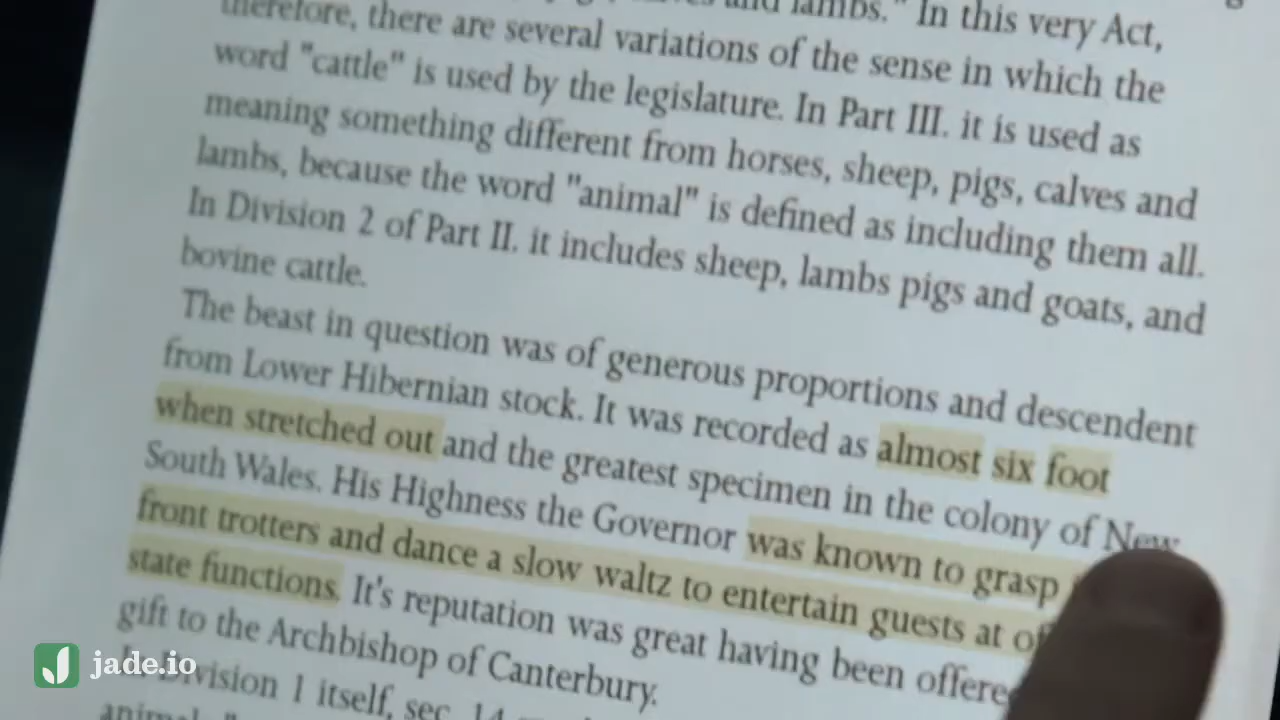 and lambs." In this very Act,
therefore, there are several variations of the sense in which the
word "cattle" is used by the legislature. In Part III. it is used as
meaning something different from horses, sheep, pigs, calves and
lambs, because the word "animal" is defined as including them all.
In Division 2 of Part II. it includes sheep, lambs pigs and goats, and
bovine cattle.
The beast in question was of generous proportions and descendent
from Lower Hibernian stock. It was recorded as almost six foot
when stretched out and the greatest specimen in the colony of New
South Wales. His Highness the Governor was known to grasp
front trotters and dance a slow waltz to entertain guests at
state functions. It's reputation was great having been
gift to the Archbishop of Canterbury.
Division 1 itself, sec. 14
jade.io